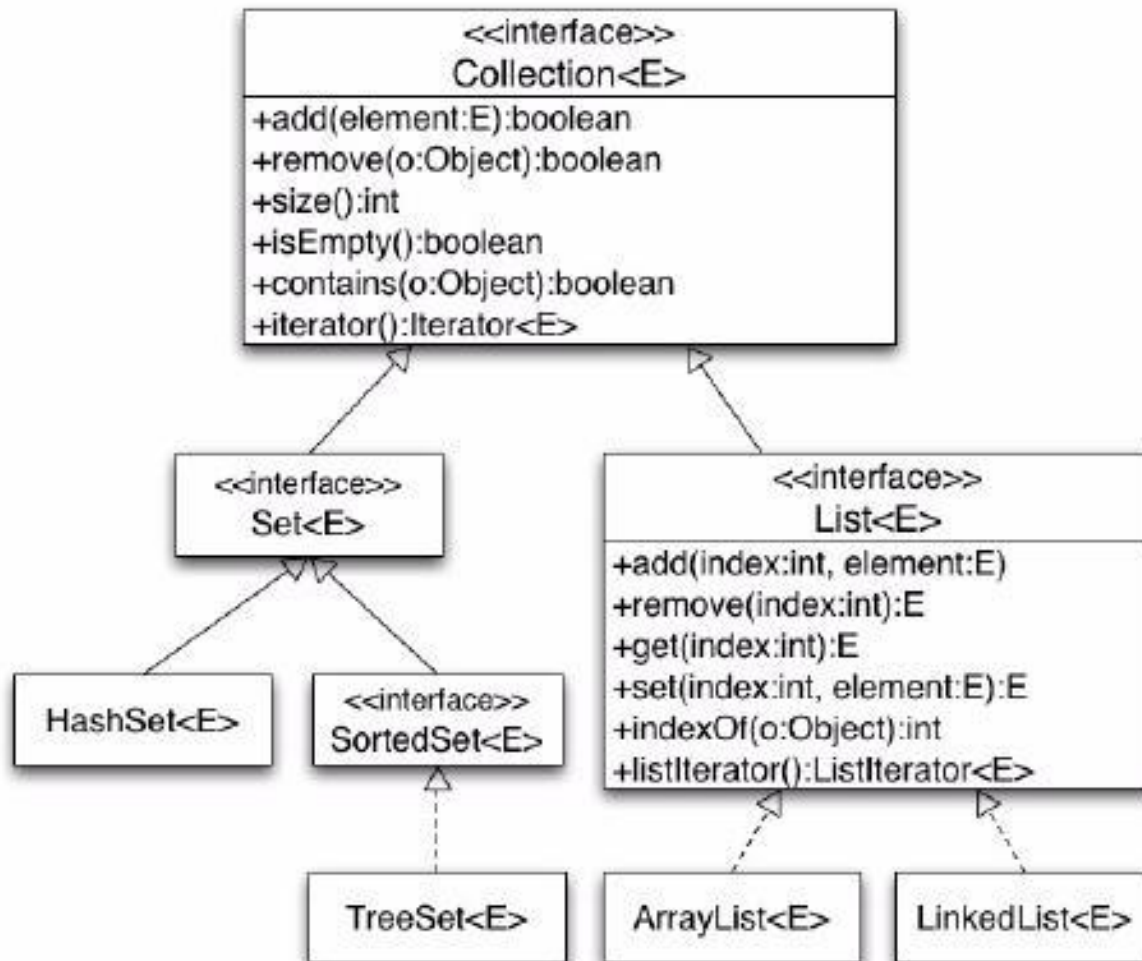 <<interface>>
Collection<E>
+add(element:E):boolean
+remove(o:Object):boolean
+size():int
+isEmpty():boolean
+contains(o:Object):boolean
+iterator():Iterator<E>
<<interface>>
Set<E>
<<interface>>
List<E>
+add(index:int, element:E)
+remove(index:int):E
+get(index:int):E
+set(index:int, element:E):E
+indexOf(o:Object):int
+listIterator():ListIterator<E>
HashSet<E>
<<interface>>
SortedSet<E>
TreeSet<E>
ArrayList<E>
LinkedList<E>